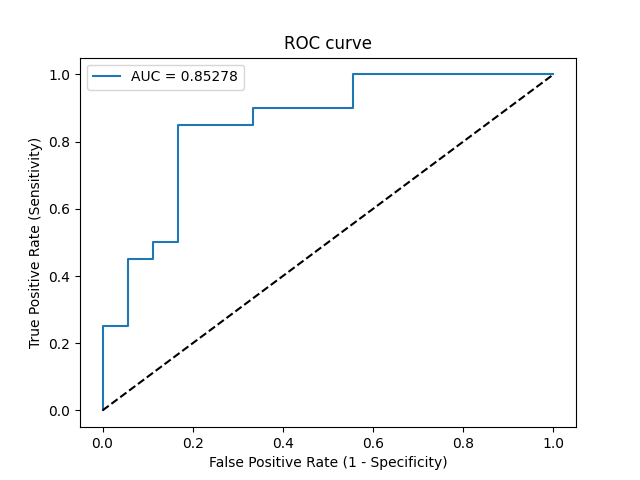 ROC curve
AUC = 0.85278
1.0
0.8
0.6
0.4
0.2
0.0
True Positive Rate (Sensitivity)
0.0 0.2 0.4 0.6 0.8 1.0
False Positive Rate (1 - Specificity)